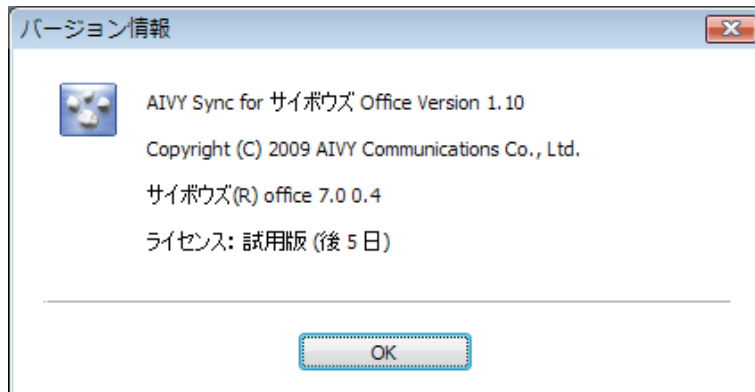 バージョン情報
AIVY Sync for サイボウズ Office Version 1.10
Copyright (C) 2009 AIVY Communications Co., Ltd.
サイボウズ(R) office 7.0 0.4
ライセンス: 試用版 (後 5 日)
OK